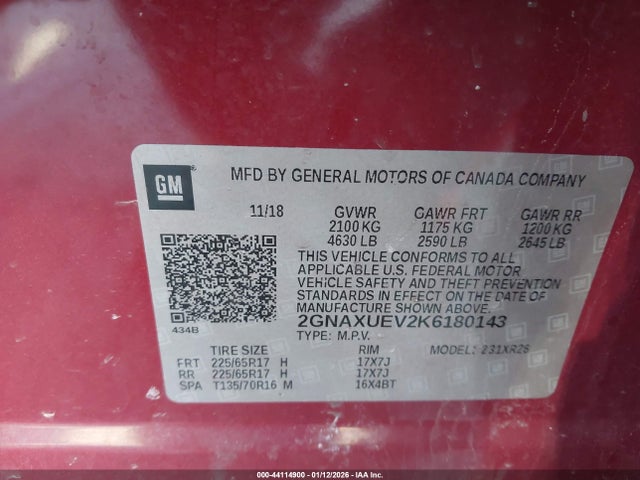 GM
MFD BY GENERAL MOTORS OF CANADA COMPANY
11/18 GVWR GAWR FRT GAWR RR
2100 KG 1175 KG 1200 KG
4630 LB 2590 LB 2645 LB
THIS VEHICLE CONFORMS TO ALL
APPLICABLE U.S. FEDERAL MOTOR
VEHICLE SAFETY AND THEFT PREVENTION
STANDARDS IN EFFECT ON THE DATE OF
MANUFACTURE SHOWN ABOVE.
434B 2GNAXUEV2K6180143
TYPE: M.P.V. MODEL: 231XR26
TIRE SIZE RIM
FRT 225/65R17 H 17X7J
RR 225/65R17 H 17X7J
SPA T135/70R16 M 16X4BT
000-44114900 - 01/12/2026 - IAA Inc.